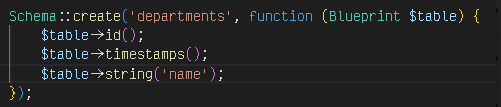 Schema::create('departments', function (Blueprint $table) {
    $table->id();
    $table->timestamps();
    $table->string('name');
});